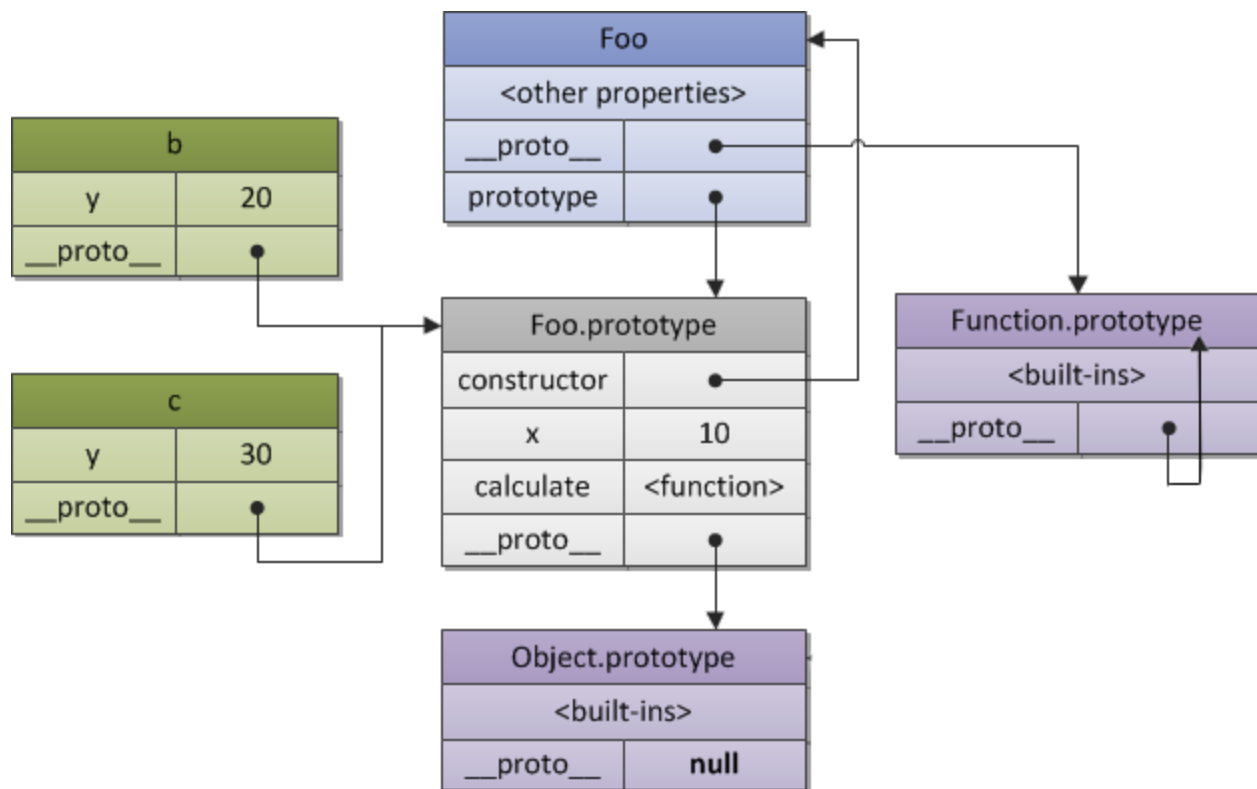 Foo
<other properties>
__proto__
prototype
b
y 20
__proto__
Foo.prototype
constructor
x 10
calculate <function>
__proto__
Function.prototype
<built-ins>
__proto__
c
y 30
__proto__
Object.prototype
<built-ins>
__proto__ null